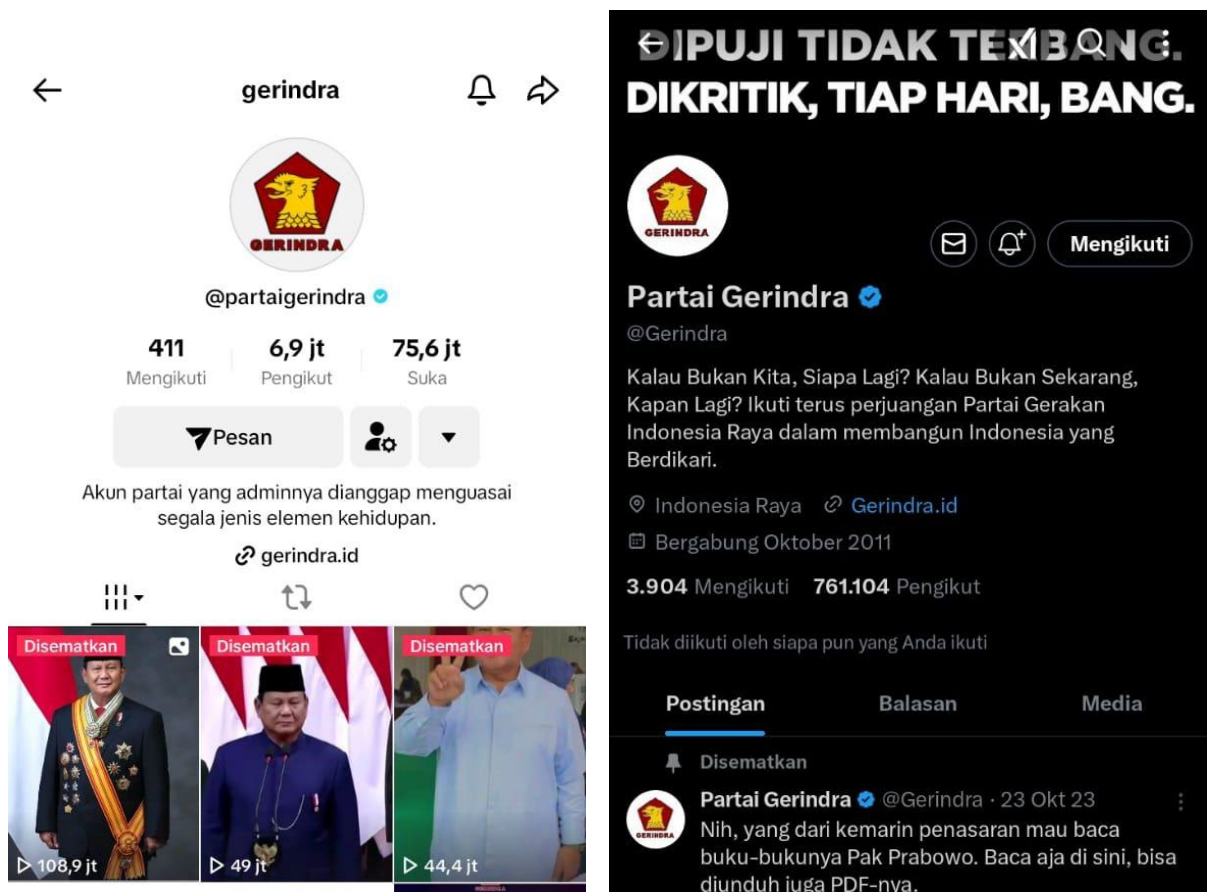 gerindra
GERINDRA
@partaigerindra
411
6,9 jt
75,6 jt
Mengikuti
Pengikut
Suka
Pesan
Akun partai yang adminnya dianggap menguasai
segala jenis elemen kehidupan.
gerindra.id
Disematkan
Disematkan
Disematkan
108,9 jt
49 jt
44,4 jt
DIPUJI TIDAK
DIKRITIK, TIAP HARI, BANG.
GERINDRA
Mengikuti
Partai Gerindra
@Gerindra
Kalau Bukan Kita, Siapa Lagi? Kalau Bukan Sekarang,
Kapan Lagi? Ikuti terus perjuangan Partai Gerakan
Indonesia Raya dalam membangun Indonesia yang
Berdikari.
Indonesia Raya Gerindra.id
Bergabung Oktober 2011
3.904 Mengikuti 761.104 Pengikut
Tidak diikuti oleh siapa pun yang Anda ikuti
Postingan Balasan Media
Disematkan
GERINDRA
Partai Gerindra @Gerindra · 23 Okt 23
Nih, yang dari kemarin penasaran mau baca
buku-bukunya Pak Prabowo. Baca aja di sini, bisa
diunduh juga PDF-nya.